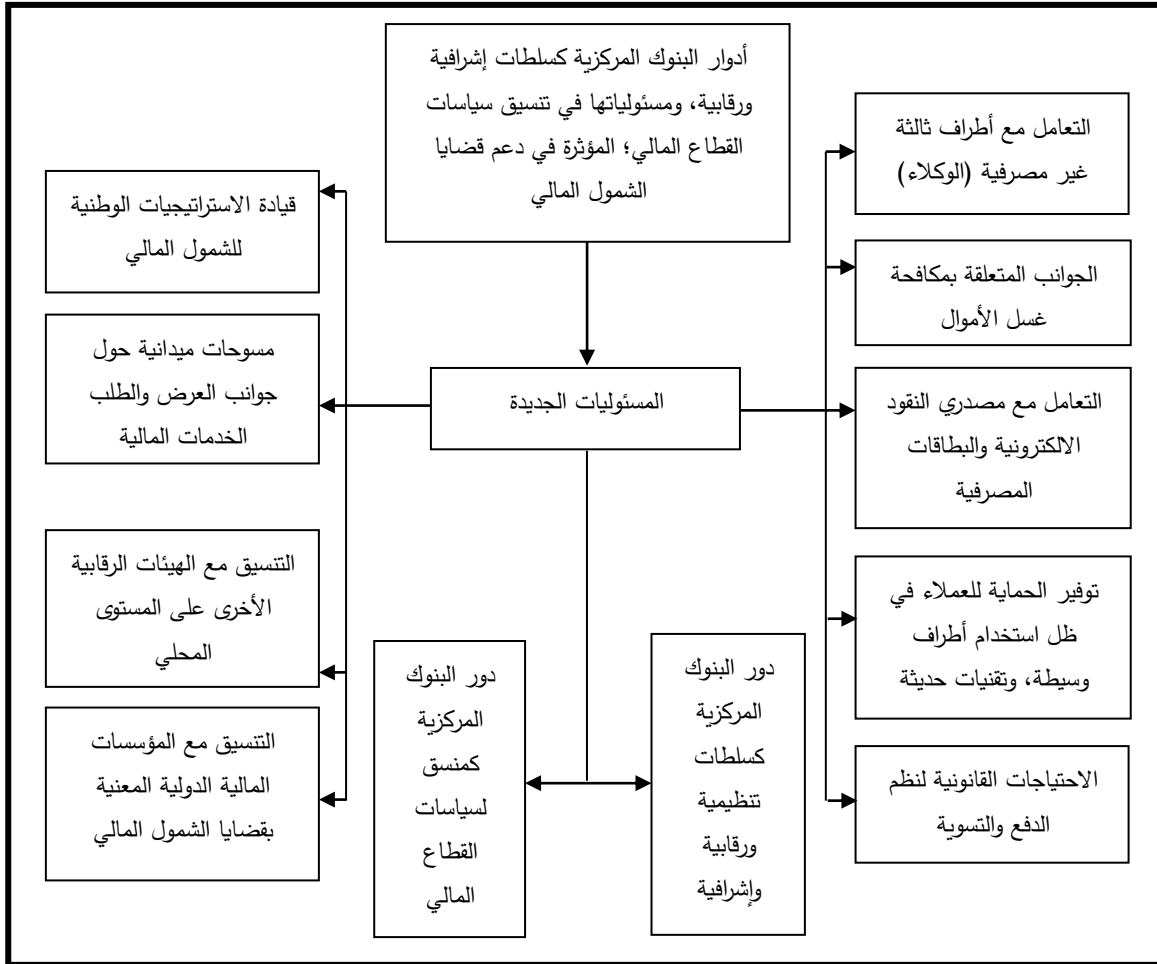 أدوار البنوك المركزية كسلطات إشرافية
ورقابية، ومسئولياتها في تنسيق سياسات
القطاع المالي؛ المؤثرة في دعم قضايا
الشمول المالي
التعامل مع أطراف ثالثة
غير مصرفية (الوكلاء)
الجوانب المتعلقة بمكافحة
غسل الأموال
التعامل مع مصدري النقود
الالكترونية والبطاقات
المصرفية
توفير الحماية للعملاء في
ظل استخدام أطراف
وسيطة، وتقنيات حديثة
الاحتياجات القانونية لنظم
الدفع والتسوية
المسئوليات الجديدة
قيادة الاستراتيجيات الوطنية
للشمول المالي
مسوحات ميدانية حول
جوانب العرض والطلب
الخدمات المالية
التنسيق مع الهيئات الرقابية
الأخرى على المستوى
المحلي
التنسيق مع المؤسسات
المالية الدولية المعنية
بقضايا الشمول المالي
دور البنوك
المركزية
كسلطات
تنظيمية
ورقابية
وإشرافية
دور البنوك
المركزية
كمنسق
لسياسات
القطاع
المالي